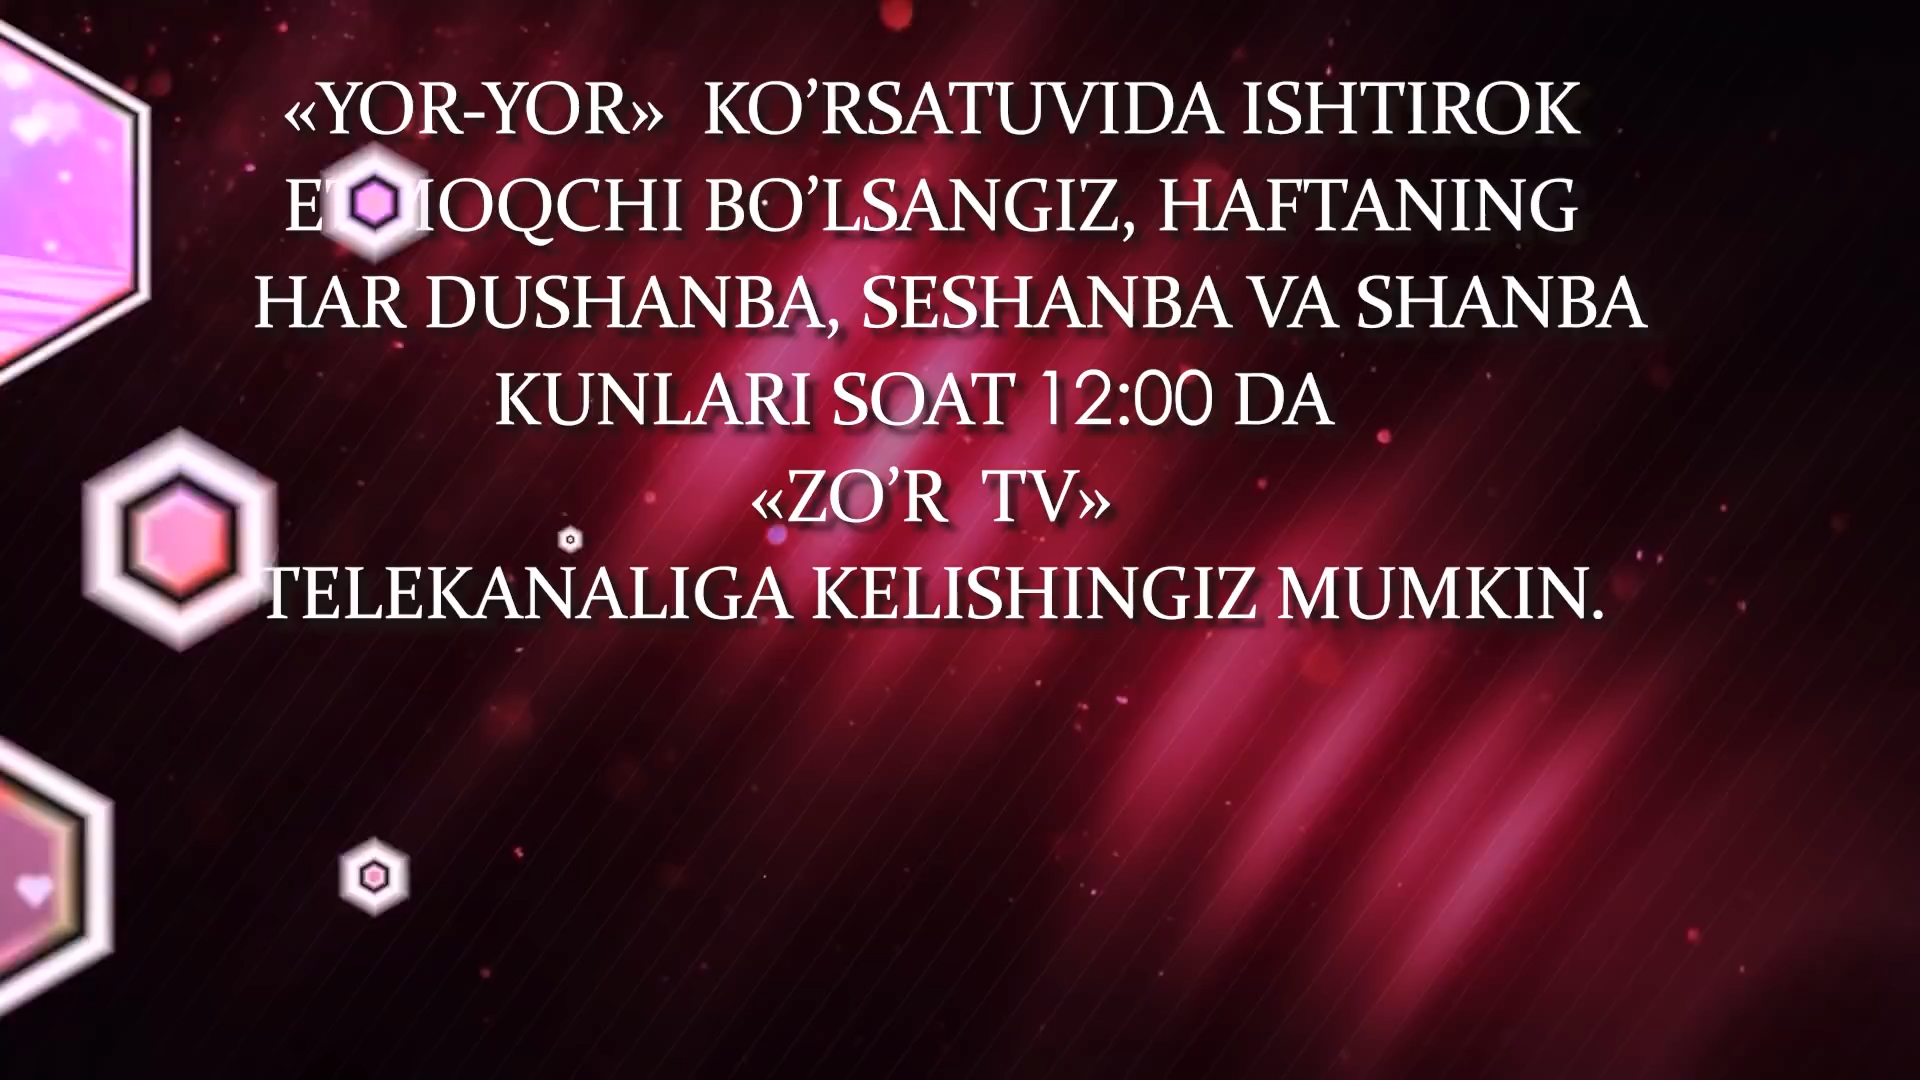 «YOR-YOR» KO’RSATUVIDA ISHTIROK
ETMOQCHI BO’LSANGIZ, HAFTANING
HAR DUSHANBA, SESHANBA VA SHANBA
KUNLARI SOAT 12:00 DA
«ZO’R TV»
TELEKANALIGA KELISHINGIZ MUMKIN.